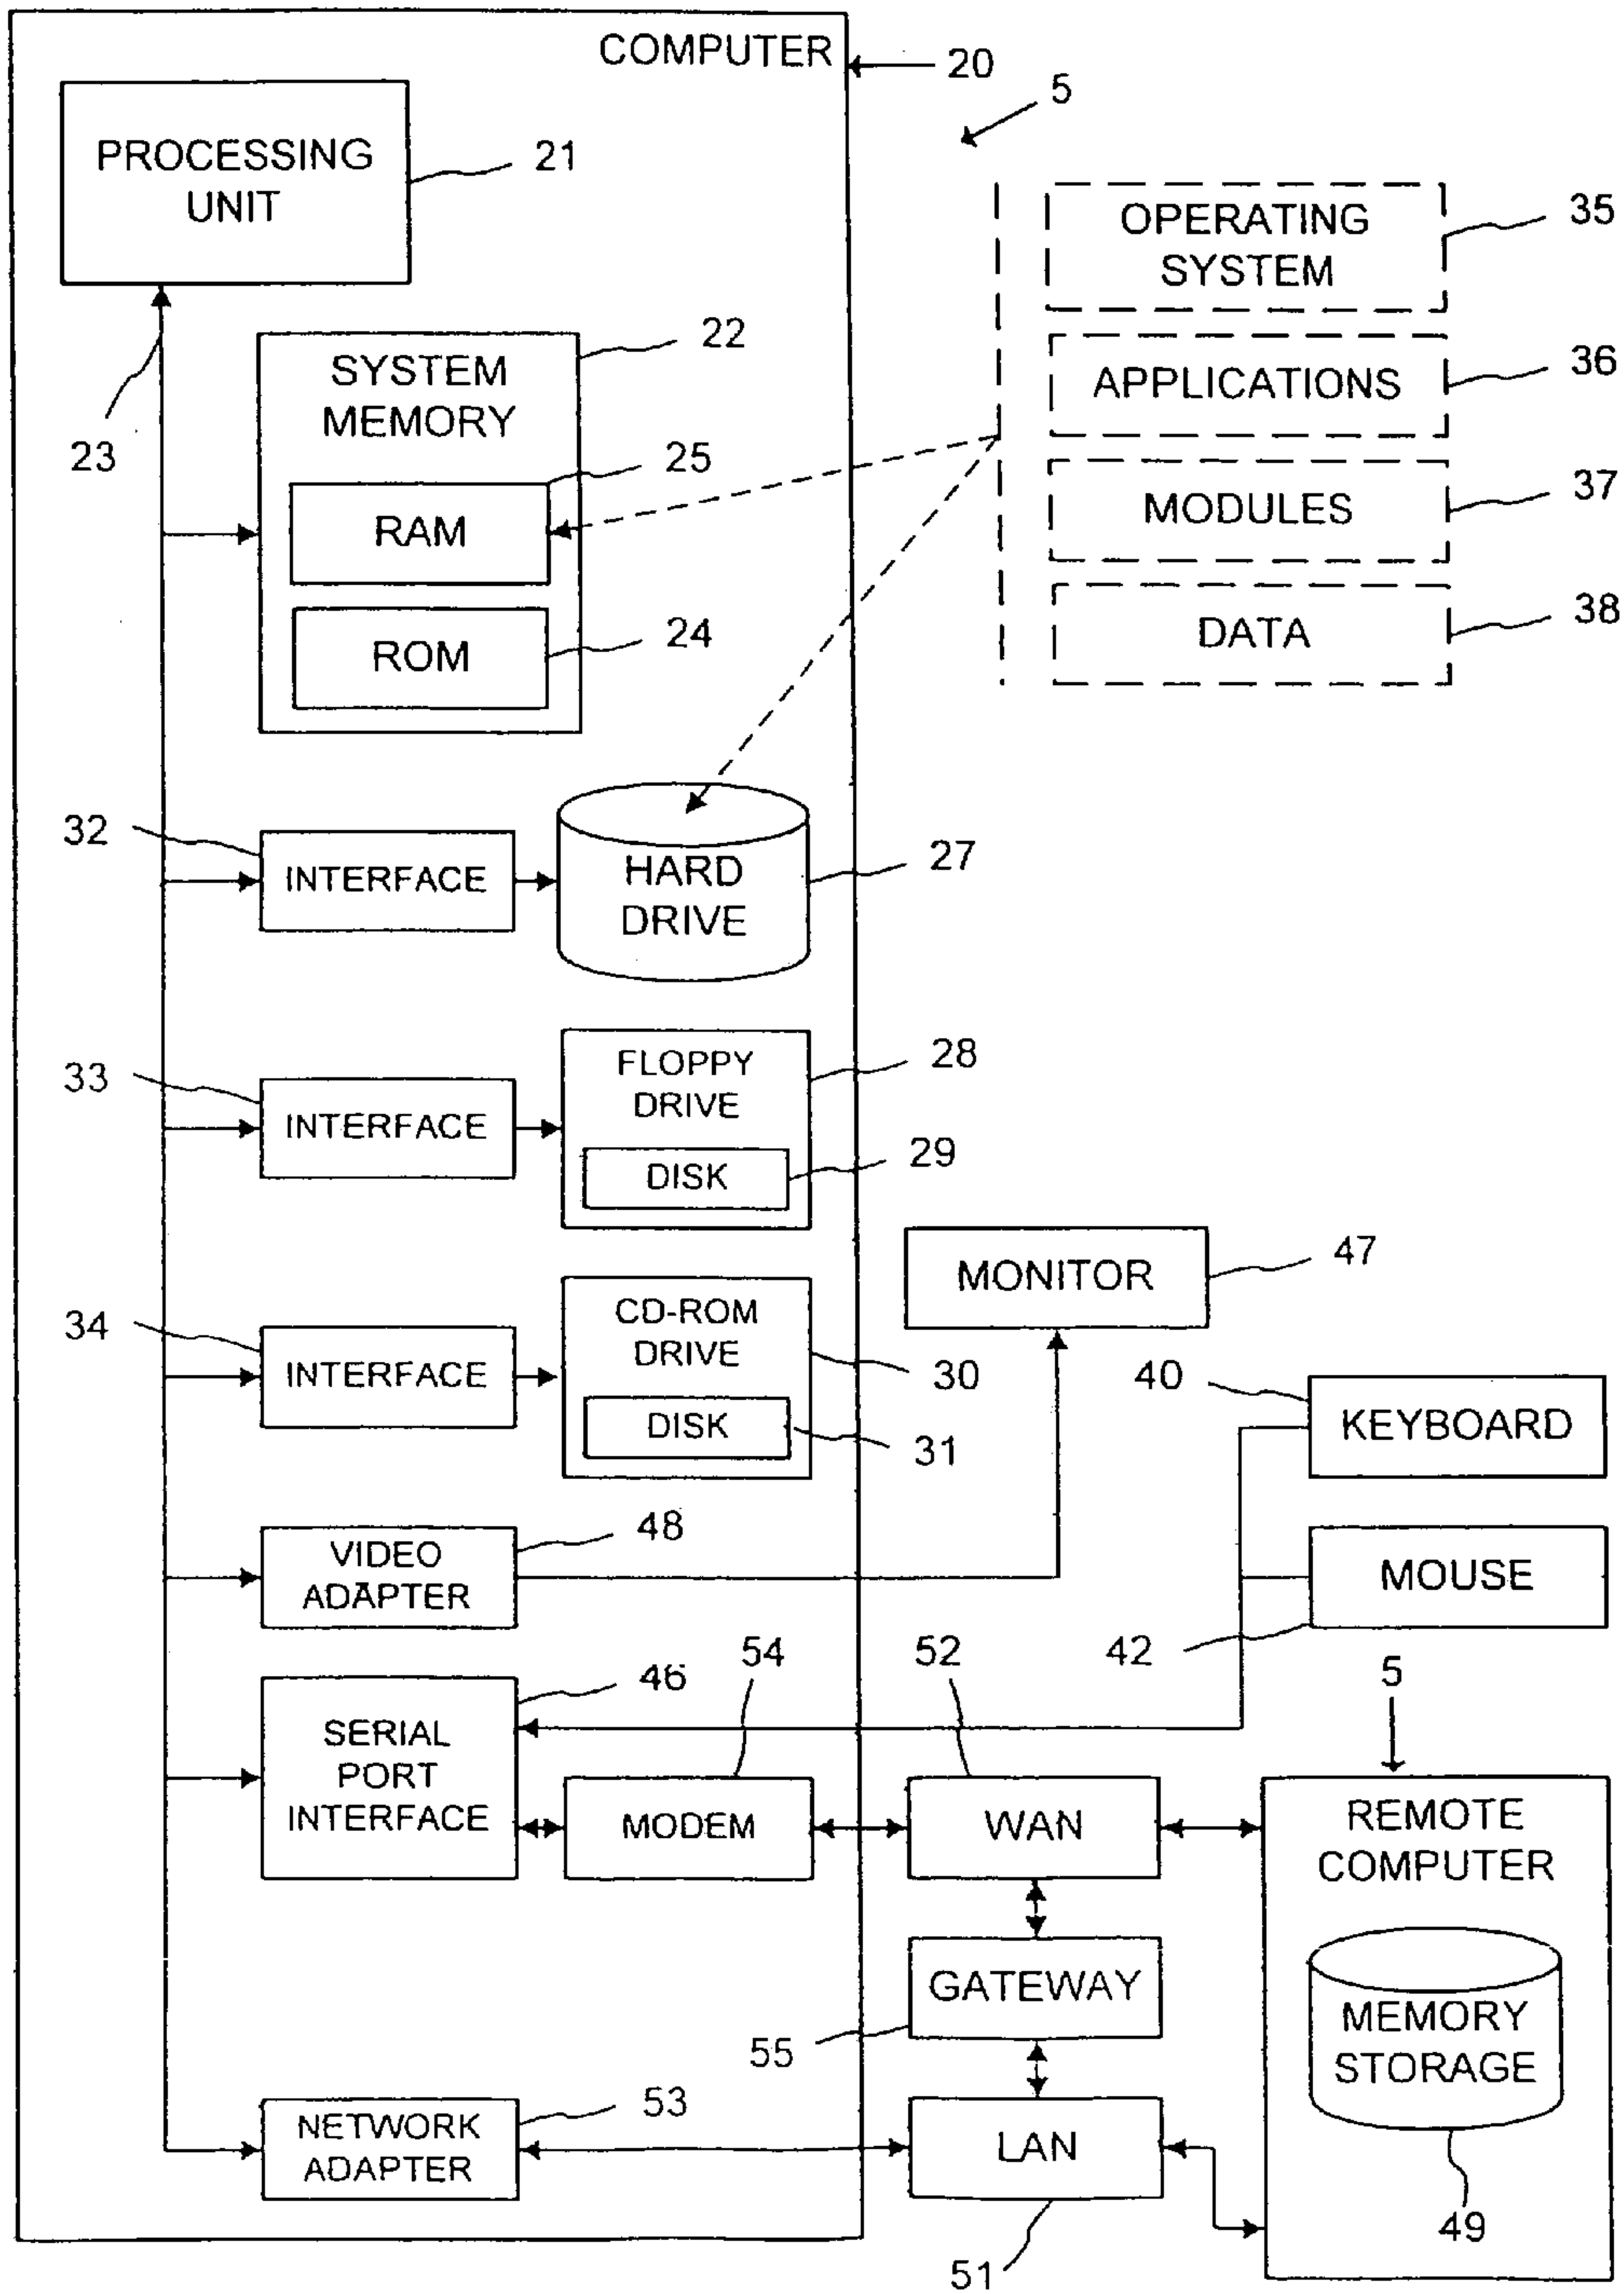 COMPUTER
20
5
PROCESSING
UNIT
21
OPERATING
SYSTEM
35
22
SYSTEM
MEMORY
23
APPLICATIONS
36
25
RAM
MODULES
37
24
ROM
DATA
38
32
INTERFACE
HARD
DRIVE
27
33
INTERFACE
FLOPPY
DRIVE
28
DISK
29
MONITOR
47
34
INTERFACE
CD-ROM
DRIVE
30
DISK
31
40
KEYBOARD
VIDEO
ADAPTER
48
MOUSE
42
46
54
52
5
SERIAL
PORT
INTERFACE
MODEM
WAN
REMOTE
COMPUTER
GATEWAY
55
MEMORY
STORAGE
49
NETWORK
ADAPTER
53
LAN
51